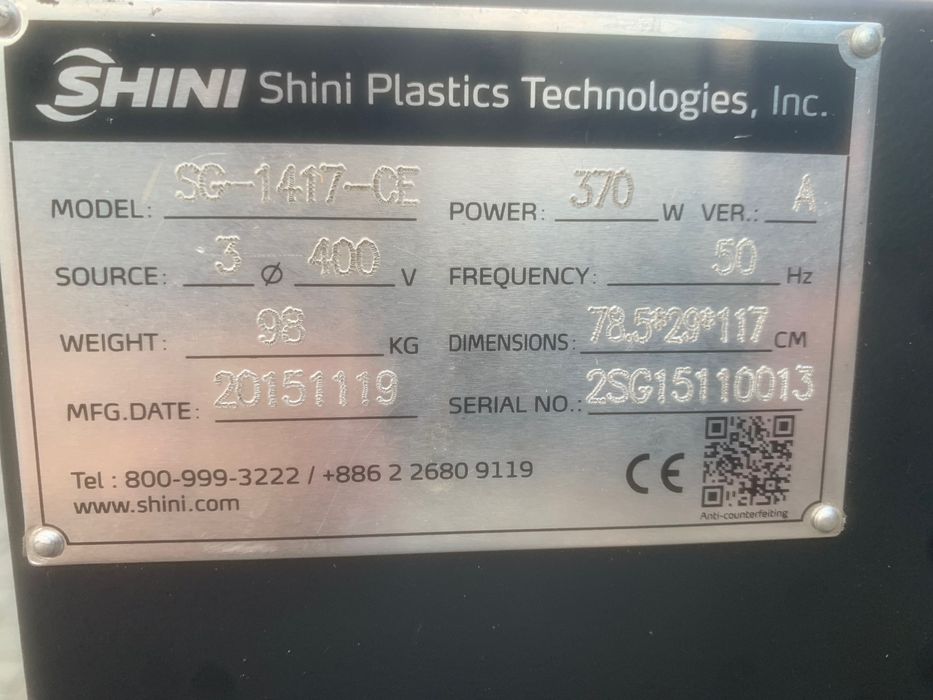 SHINI Shini Plastics Technologies, Inc.
MODEL: SG-1417-CE POWER: 370 W VER.: A
SOURCE: 3 Ø 400 V FREQUENCY: 50 Hz
WEIGHT: 98 KG DIMENSIONS: 78.5*29*117 CM
MFG.DATE: 20151119 SERIAL NO.: 2SG15110013
Tel : 800-999-3222 / +886 2 2680 9119
www.shini.com
CE
Anti-counterfeiting